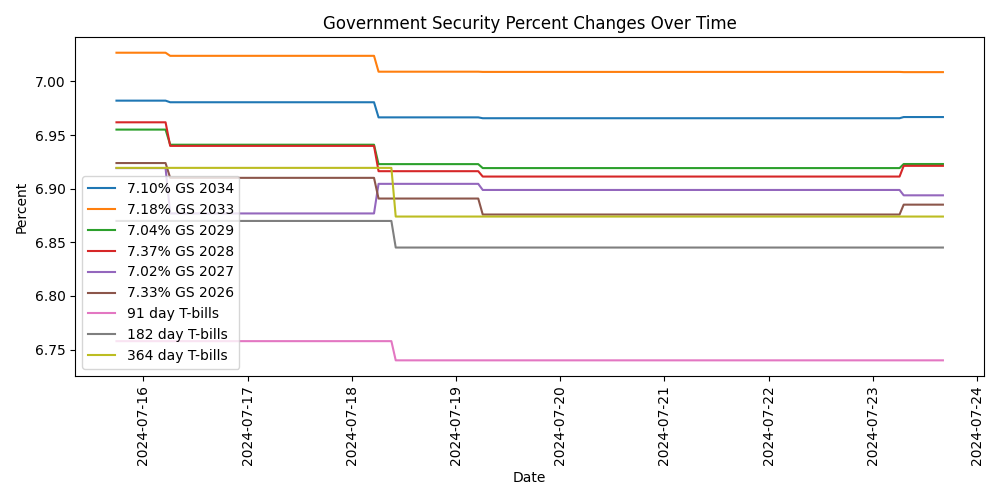 Government Security Percent Changes Over Time
Percent
7.00
6.95
6.90
6.85
6.80
6.75
7.10% GS 2034
7.18% GS 2033
7.04% GS 2029
7.37% GS 2028
7.02% GS 2027
7.33% GS 2026
91 day T-bills
182 day T-bills
364 day T-bills
2024-07-16
2024-07-17
2024-07-18
2024-07-19
2024-07-20
2024-07-21
2024-07-22
2024-07-23
2024-07-24
Date